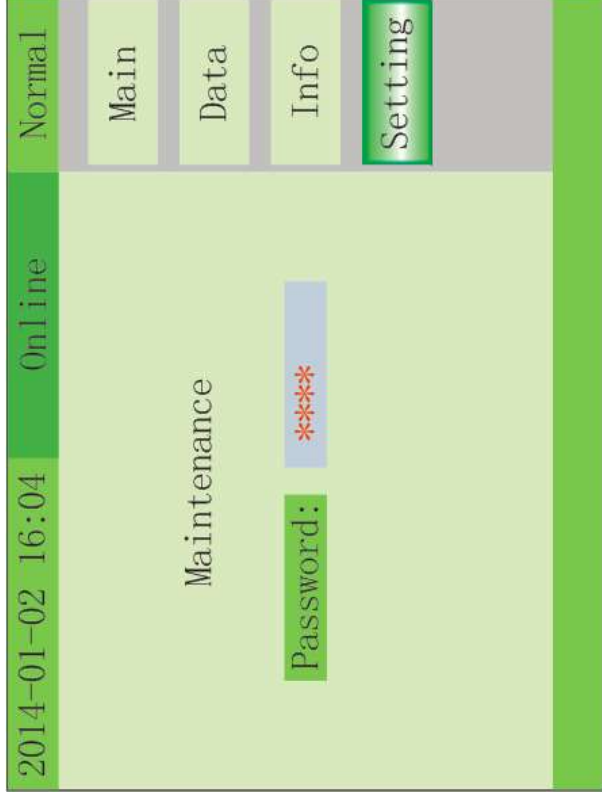 2014-01-02 16:04 Online Normal
Maintenance
Password: ****
Main
Data
Info
Setting